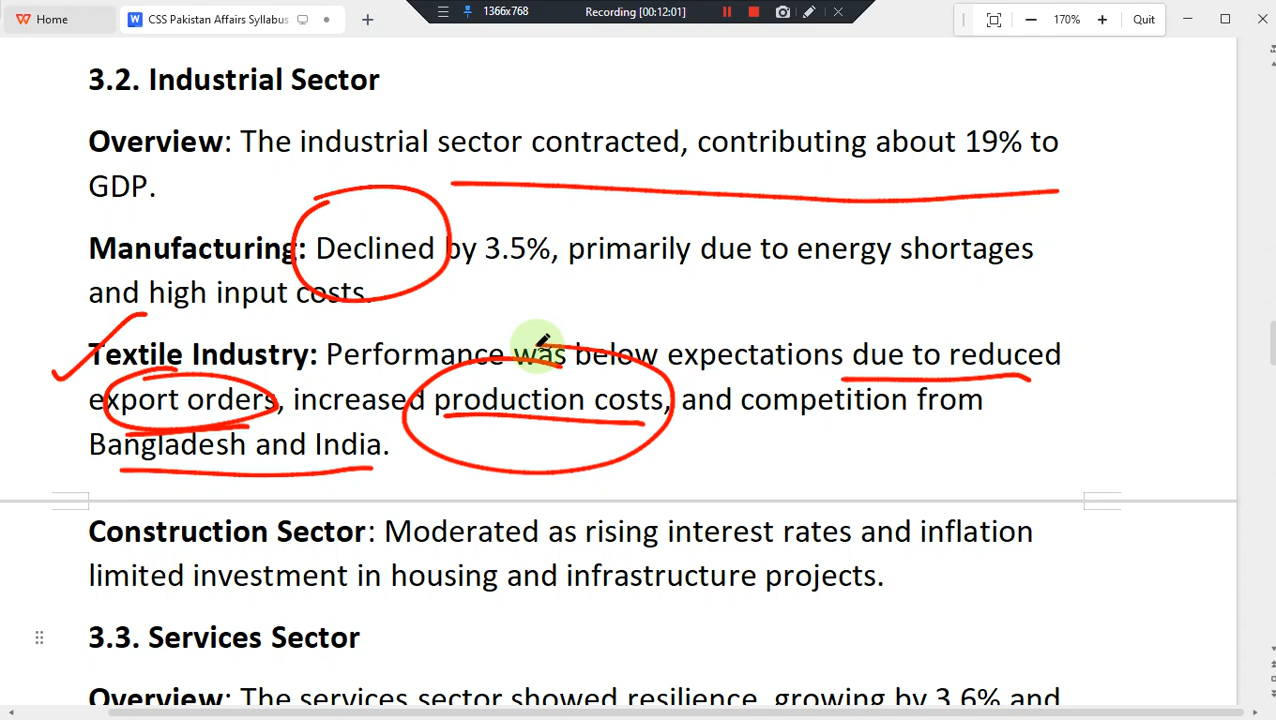 Home
CSS Pakistan Affairs Syllabus
1366x768
Recording [00:12:01]
170%
Quit
3.2. Industrial Sector
Overview: The industrial sector contracted, contributing about 19% to
GDP.
Manufacturing: Declined by 3.5%, primarily due to energy shortages
and high input costs.
Textile Industry: Performance was below expectations due to reduced
export orders, increased production costs, and competition from
Bangladesh and India.
Construction Sector: Moderated as rising interest rates and inflation
limited investment in housing and infrastructure projects.
3.3. Services Sector
Overview: The services sector showed resilience, growing by 3.6% and